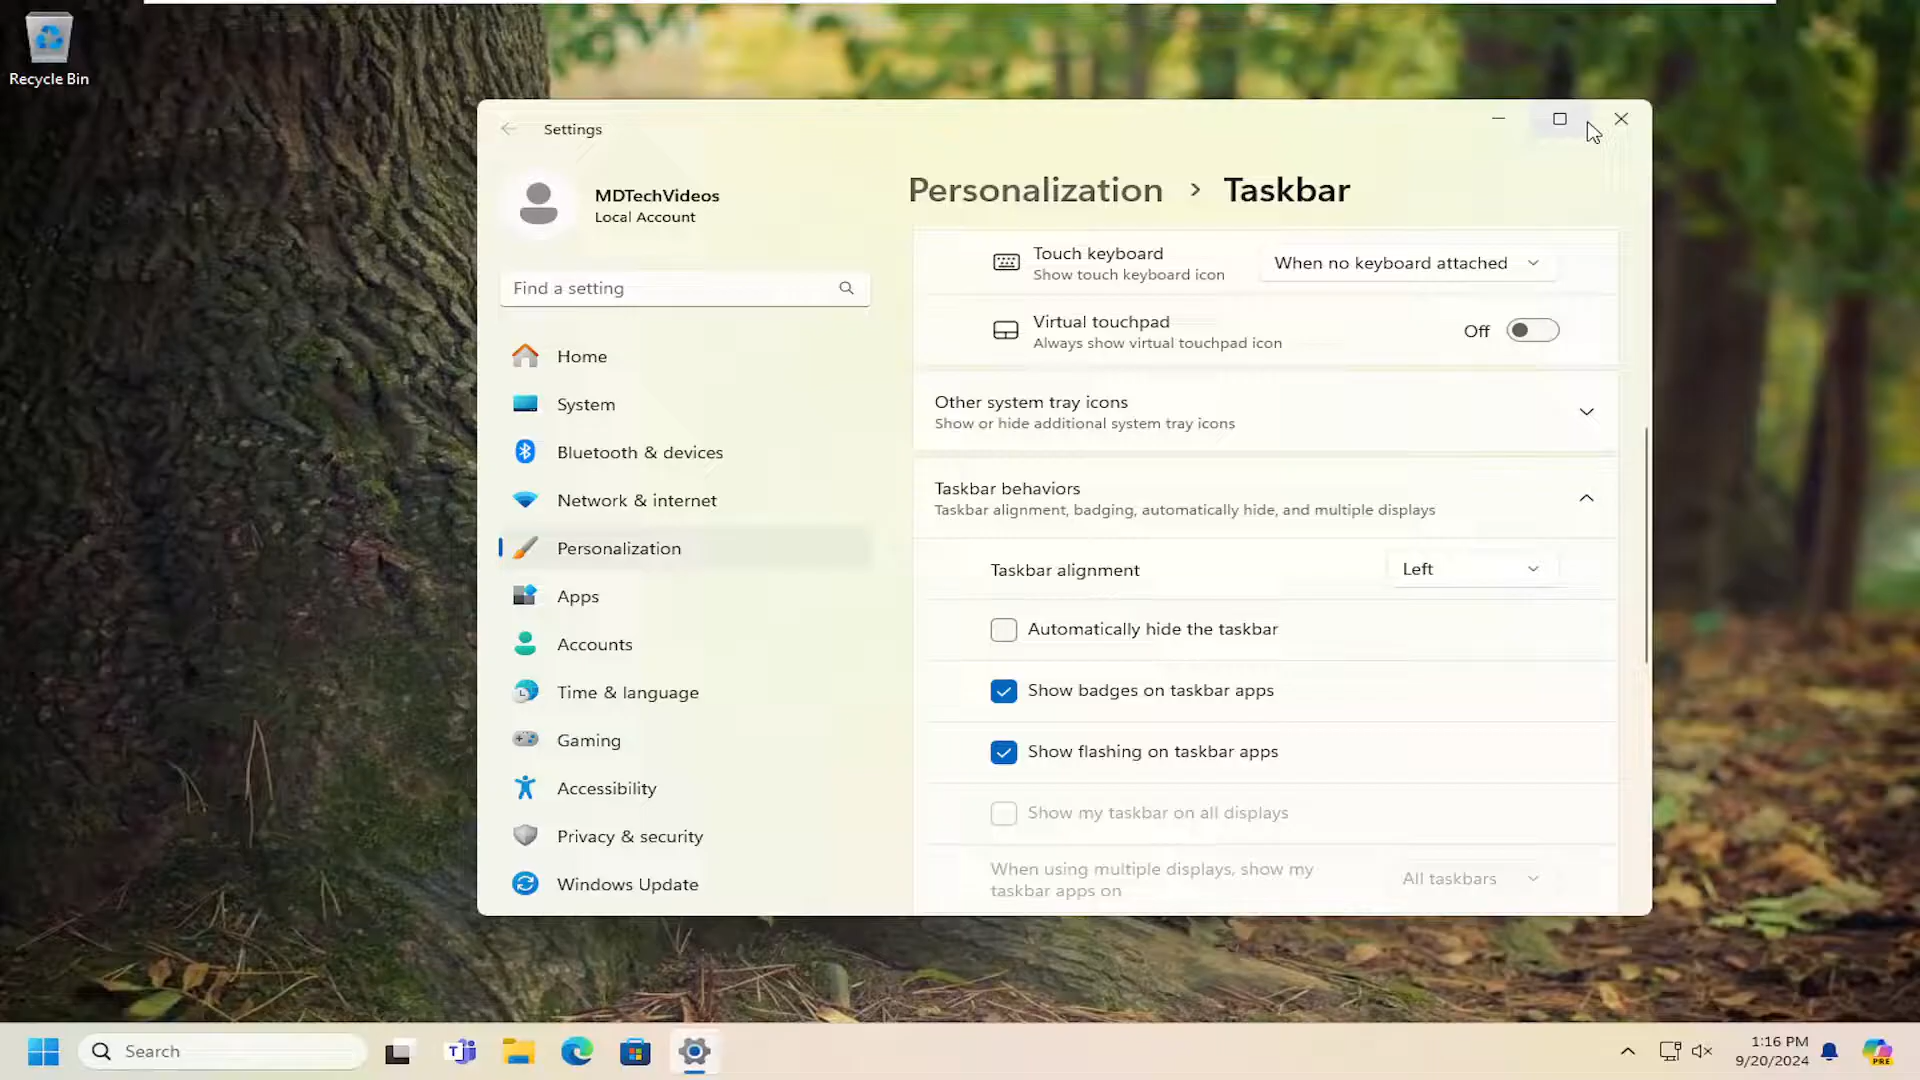 Recycle Bin
Settings
MDTechVideos
Local Account
Find a setting
Home
System
Bluetooth & devices
Network & internet
Personalization
Apps
Accounts
Time & language
Gaming
Accessibility
Privacy & security
Windows Update
Personalization > Taskbar
Touch keyboard
Show touch keyboard icon
When no keyboard attached
Virtual touchpad
Always show virtual touchpad icon
Off
Other system tray icons
Show or hide additional system tray icons
Taskbar behaviors
Taskbar alignment, badging, automatically hide, and multiple displays
Taskbar alignment
Left
Automatically hide the taskbar
Show badges on taskbar apps
Show flashing on taskbar apps
Show my taskbar on all displays
When using multiple displays, show my
taskbar apps on
All taskbars
Search
1:16 PM
9/20/2024
PRE